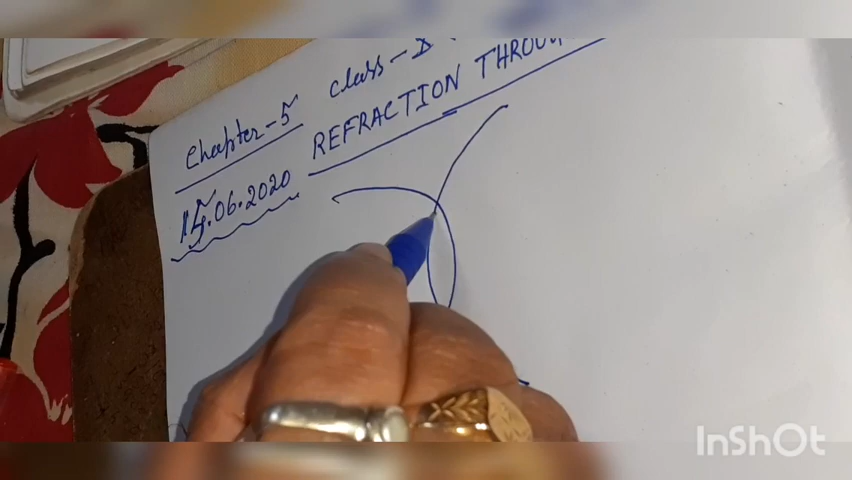 Chapter-5 Class-X
REFRACTION THROU
15.06.2020
InShOt